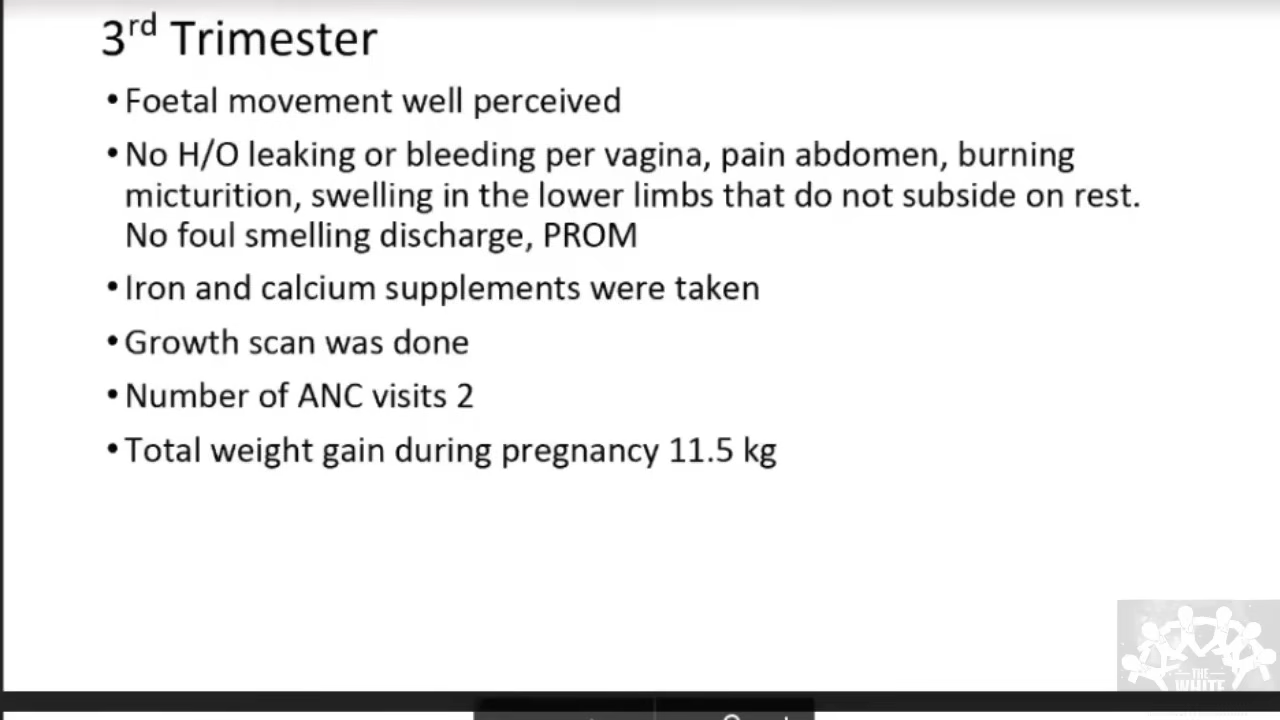 3rd Trimester
•Foetal movement well perceived
•No H/O leaking or bleeding per vagina, pain abdomen, burning
micturition, swelling in the lower limbs that do not subside on rest.
No foul smelling discharge, PROM
•Iron and calcium supplements were taken
•Growth scan was done
•Number of ANC visits 2
•Total weight gain during pregnancy 11.5 kg
THE
WHITE